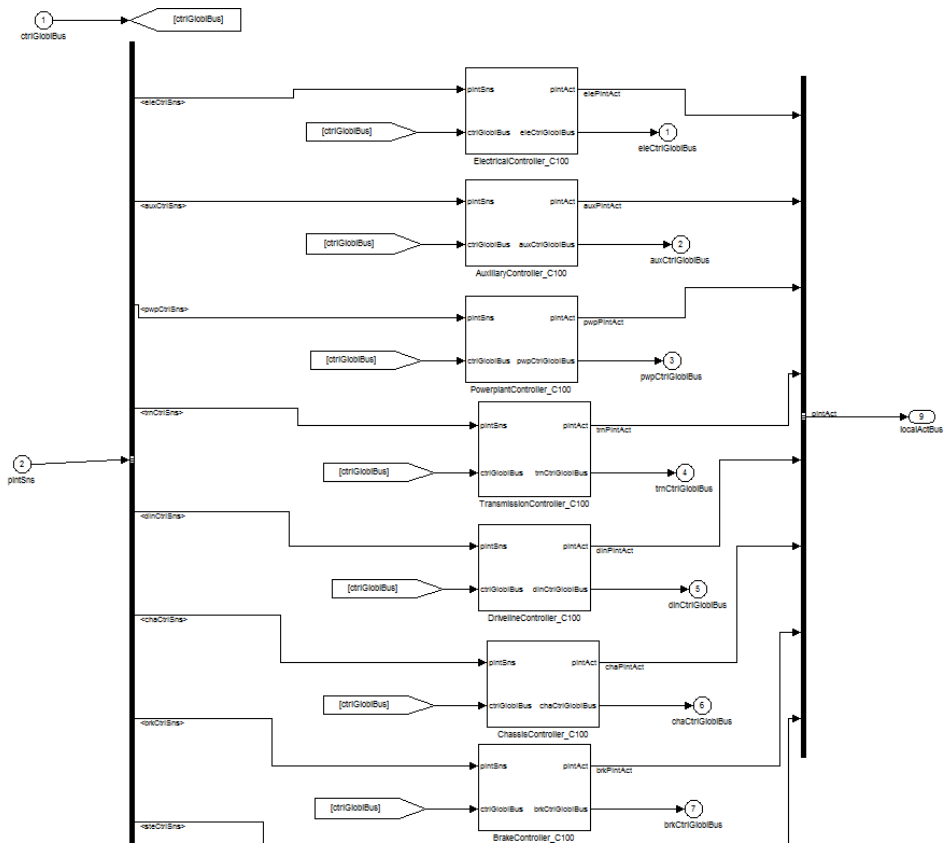 1
ctrlGloblBus
[ctrlGloblBus]
<eleCtrlSns>
plntSns
plntAct
elePlntAct
[ctrlGloblBus]
ctrlGloblBus
eleCtrlGloblBus
1
eleCtrlGloblBus
ElectricalController_C100
<auxCtrlSns>
plntSns
plntAct
auxPlntAct
[ctrlGloblBus]
ctrlGloblBus
auxCtrlGloblBus
2
auxCtrlGloblBus
AuxiliaryController_C100
<pwpCtrlSns>
plntSns
plntAct
pwpPlntAct
[ctrlGloblBus]
ctrlGloblBus
pwpCtrlGloblBus
3
pwpCtrlGloblBus
PowerplantController_C100
<trnCtrlSns>
plntSns
plntAct
trnPlntAct
plntAct
9
localActBus
2
plntSns
[ctrlGloblBus]
ctrlGloblBus
trnCtrlGloblBus
4
trnCtrlGloblBus
TransmissionController_C100
<dlnCtrlSns>
plntSns
plntAct
dlnPlntAct
[ctrlGloblBus]
ctrlGloblBus
dlnCtrlGloblBus
5
dlnCtrlGloblBus
DrivelineController_C100
<chaCtrlSns>
plntSns
plntAct
chaPlntAct
[ctrlGloblBus]
ctrlGloblBus
chaCtrlGloblBus
6
chaCtrlGloblBus
ChassisController_C100
<brkCtrlSns>
plntSns
plntAct
brkPlntAct
[ctrlGloblBus]
ctrlGloblBus
brkCtrlGloblBus
7
brkCtrlGloblBus
BrakeController_C100
<steCtrlSns>